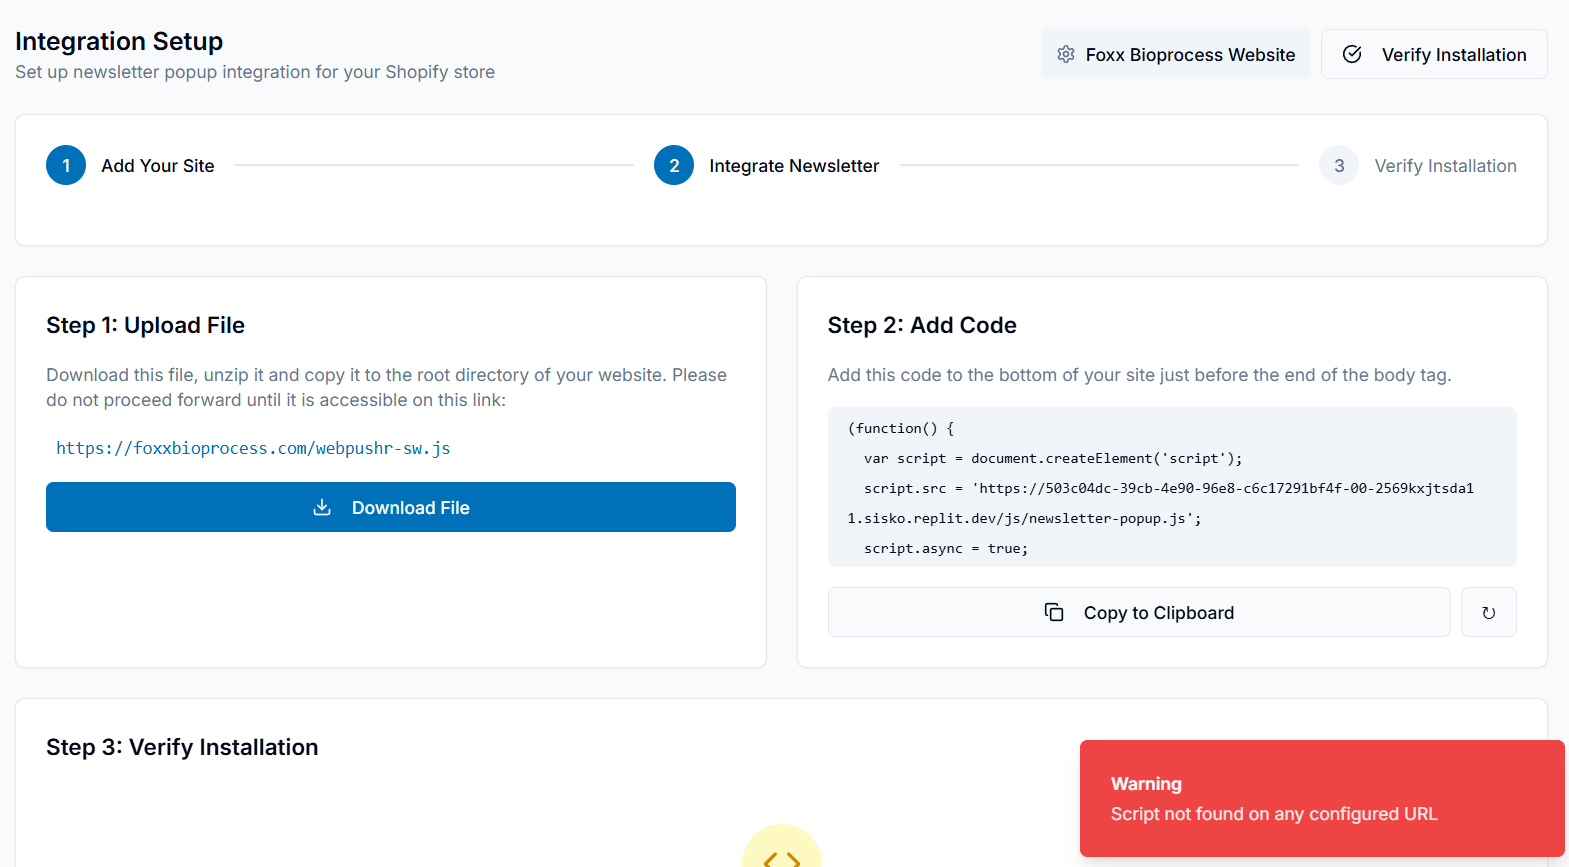 Integration Setup
Set up newsletter popup integration for your Shopify store
Foxx Bioprocess Website
Verify Installation
1 Add Your Site
2 Integrate Newsletter
3 Verify Installation
Step 1: Upload File
Download this file, unzip it and copy it to the root directory of your website. Please
do not proceed forward until it is accessible on this link:
https://foxxbioprocess.com/webpushr-sw.js
Download File
Step 2: Add Code
Add this code to the bottom of your site just before the end of the body tag.
(function() {
  var script = document.createElement('script');
  script.src = 'https://503c04dc-39cb-4e90-96e8-c6c17291bf4f-00-2569kxjtsda1
1.sisko.replit.dev/js/newsletter-popup.js';
  script.async = true;
Copy to Clipboard
↻
Step 3: Verify Installation
Warning
Script not found on any configured URL